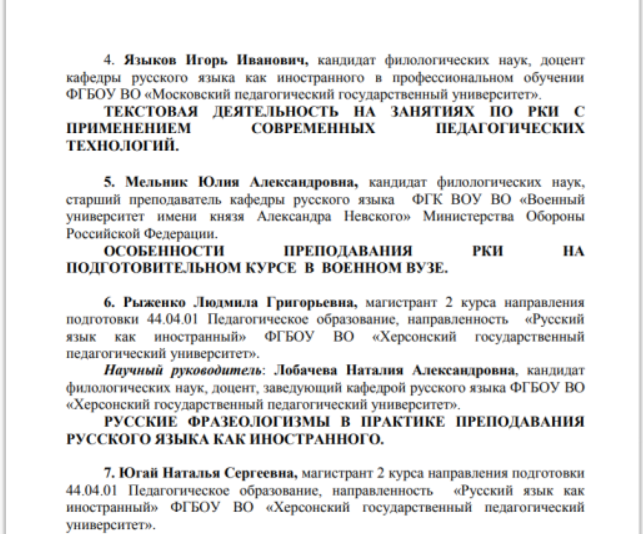 4. Языков Игорь Иванович, кандидат филологических наук, доцент
кафедры русского языка как иностранного в профессиональном обучении
ФГБОУ ВО «Московский педагогический государственный университет».
ТЕКСТОВАЯ ДЕЯТЕЛЬНОСТЬ НА ЗАНЯТИЯХ ПО РКИ С
ПРИМЕНЕНИЕМ СОВРЕМЕННЫХ ПЕДАГОГИЧЕСКИХ
ТЕХНОЛОГИЙ.
5. Мельник Юлия Александровна, кандидат филологических наук,
старший преподаватель кафедры русского языка ФГК ВОУ ВО «Военный
университет имени князя Александра Невского» Министерства Обороны
Российской Федерации.
ОСОБЕННОСТИ ПРЕПОДАВАНИЯ РКИ НА
ПОДГОТОВИТЕЛЬНОМ КУРСЕ В ВОЕННОМ ВУЗЕ.
6. Рыженко Людмила Григорьевна, магистрант 2 курса направления
подготовки 44.04.01 Педагогическое образование, направленность «Русский
язык как иностранный» ФГБОУ ВО «Херсонский государственный
педагогический университет».
Научный руководитель: Лобачева Наталия Александровна, кандидат
филологических наук, доцент, заведующий кафедрой русского языка ФГБОУ ВО
«Херсонский государственный педагогический университет».
РУССКИЕ ФРАЗЕОЛОГИЗМЫ В ПРАКТИКЕ ПРЕПОДАВАНИЯ
РУССКОГО ЯЗЫКА КАК ИНОСТРАННОГО.
7. Югай Наталья Сергеевна, магистрант 2 курса направления подготовки
44.04.01 Педагогическое образование, направленность «Русский язык как
иностранный» ФГБОУ ВО «Херсонский государственный педагогический
университет».